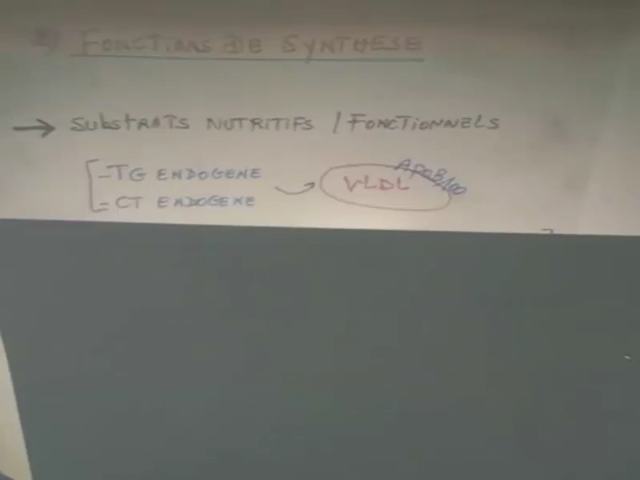 FONCTIONS DE SYNTHESE
→ SUBSTRATS NUTRITIFS / FONCTIONNELS
- TG ENDOGENE
- CT ENDOGENE
VLDL
APOB100